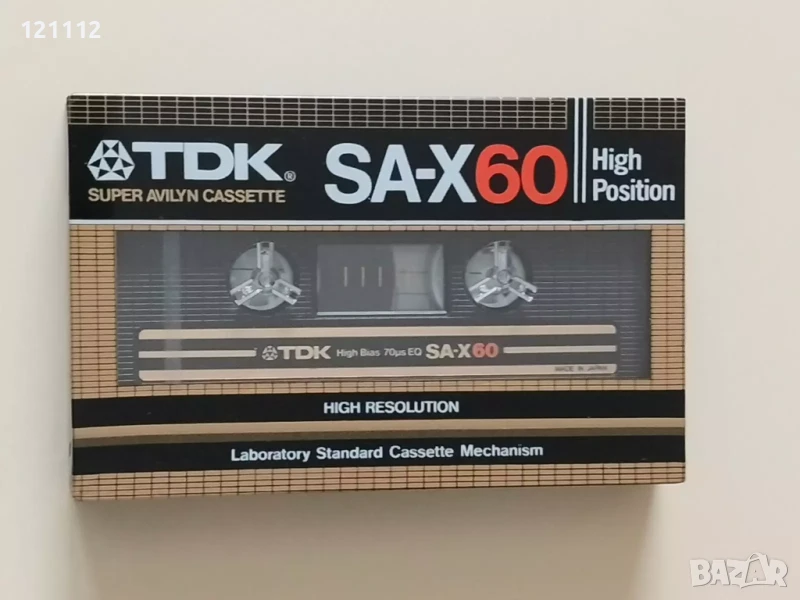 121112
TDK® SA-X60 High Position
SUPER AVILYN CASSETTE
TDK High Bias 70µs EQ SA-X60
MADE IN JAPAN
HIGH RESOLUTION
Laboratory Standard Cassette Mechanism
BAZAR